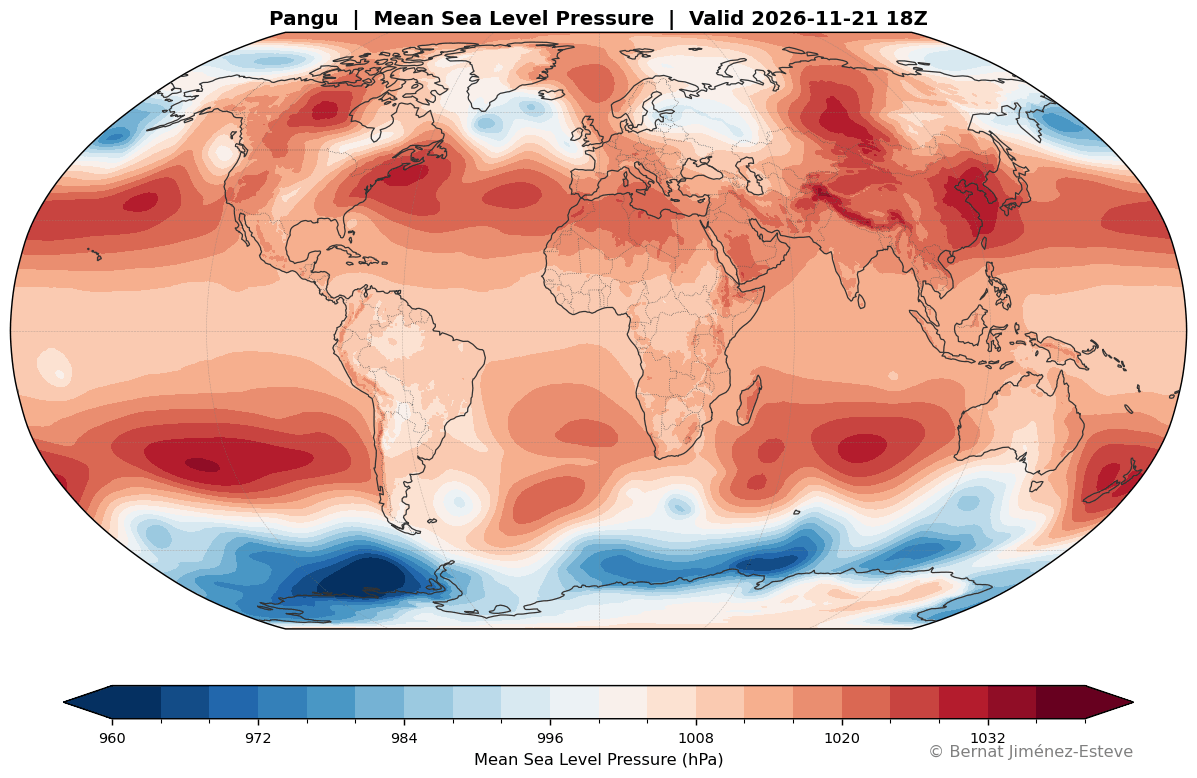 Pangu  |  Mean Sea Level Pressure  |  Valid 2026-11-21 18Z
960 972 984 996 1008 1020 1032
Mean Sea Level Pressure (hPa)
© Bernat Jiménez-Esteve